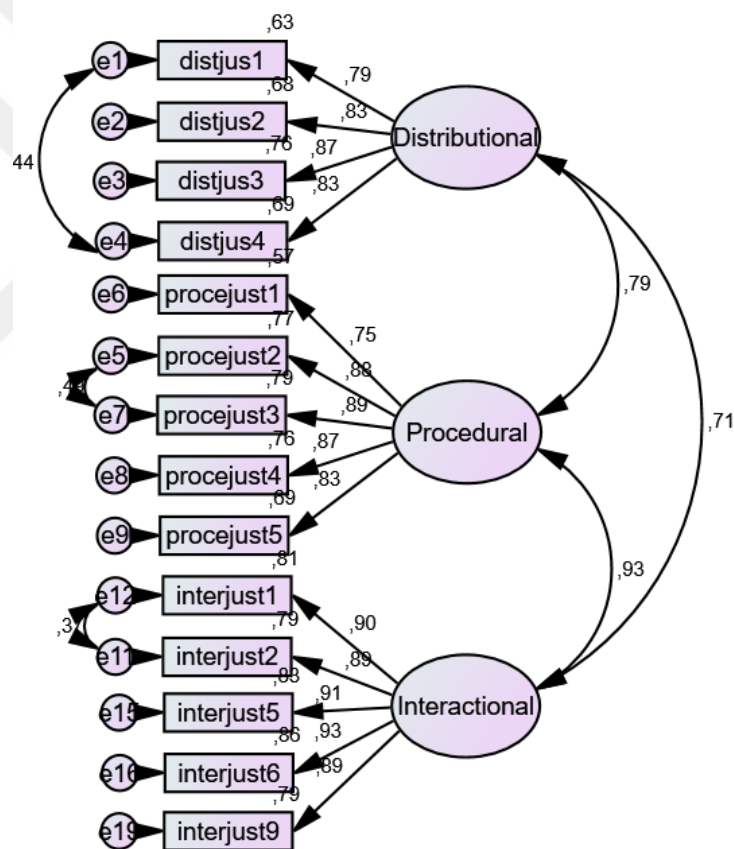 ,63
e1 distjus1 ,79
,68
e2 distjus2 ,83 Distributional
,76 ,87
44 e3 distjus3 ,83
,69
e4 distjus4
,57
e6 procejust1 ,79
,77 ,75
e5 procejust2 ,88
,79 ,89
e7 procejust3 Procedural ,71
,76 ,87
e8 procejust4 ,83
,69
e9 procejust5
,81 ,93
e12 interjust1 ,90
,3 ,79
e11 interjust2 ,89
,83 ,91
e15 interjust5 Interactional
,86 ,93
e16 interjust6 ,89
,79
e19 interjust9